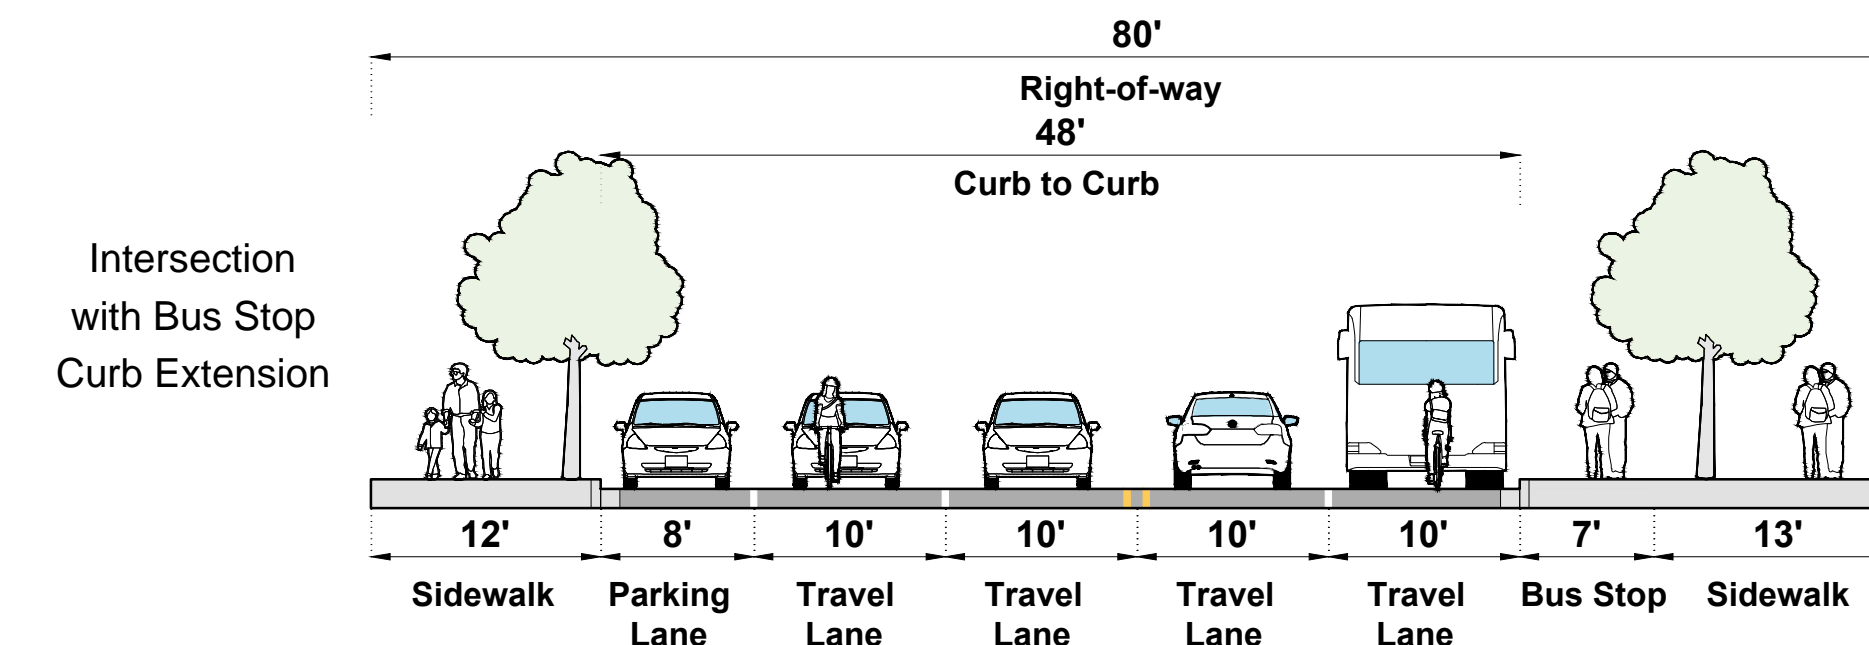 80'
Right-of-way
48'
Curb to Curb
Intersection
with Bus Stop
Curb Extension
12' 8' 10' 10' 10' 10' 7' 13'
Sidewalk Parking Travel Travel Travel Travel Bus Stop Sidewalk
Lane Lane Lane Lane Lane